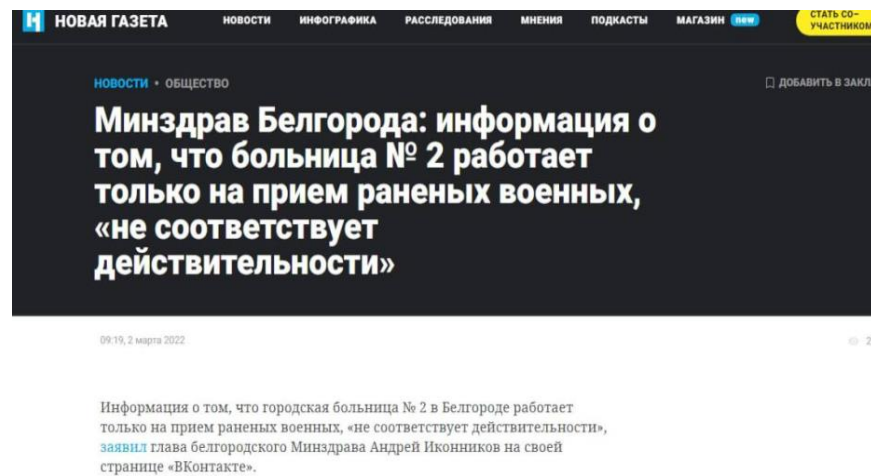 НОВАЯ ГАЗЕТА НОВОСТИ ИНФОГРАФИКА РАССЛЕДОВАНИЯ МНЕНИЯ ПОДКАСТЫ МАГАЗИН new СТАТЬ СО-
УЧАСТНИКОМ
НОВОСТИ • ОБЩЕСТВО ДОБАВИТЬ В ЗАКЛ
Минздрав Белгорода: информация о
том, что больница № 2 работает
только на прием раненых военных,
«не соответствует
действительности»
09:19, 2 марта 2022 2
Информация о том, что городская больница № 2 в Белгороде работает
только на прием раненых военных, «не соответствует действительности»,
заявил глава белгородского Минздрава Андрей Иконников на своей
странице «ВКонтакте».